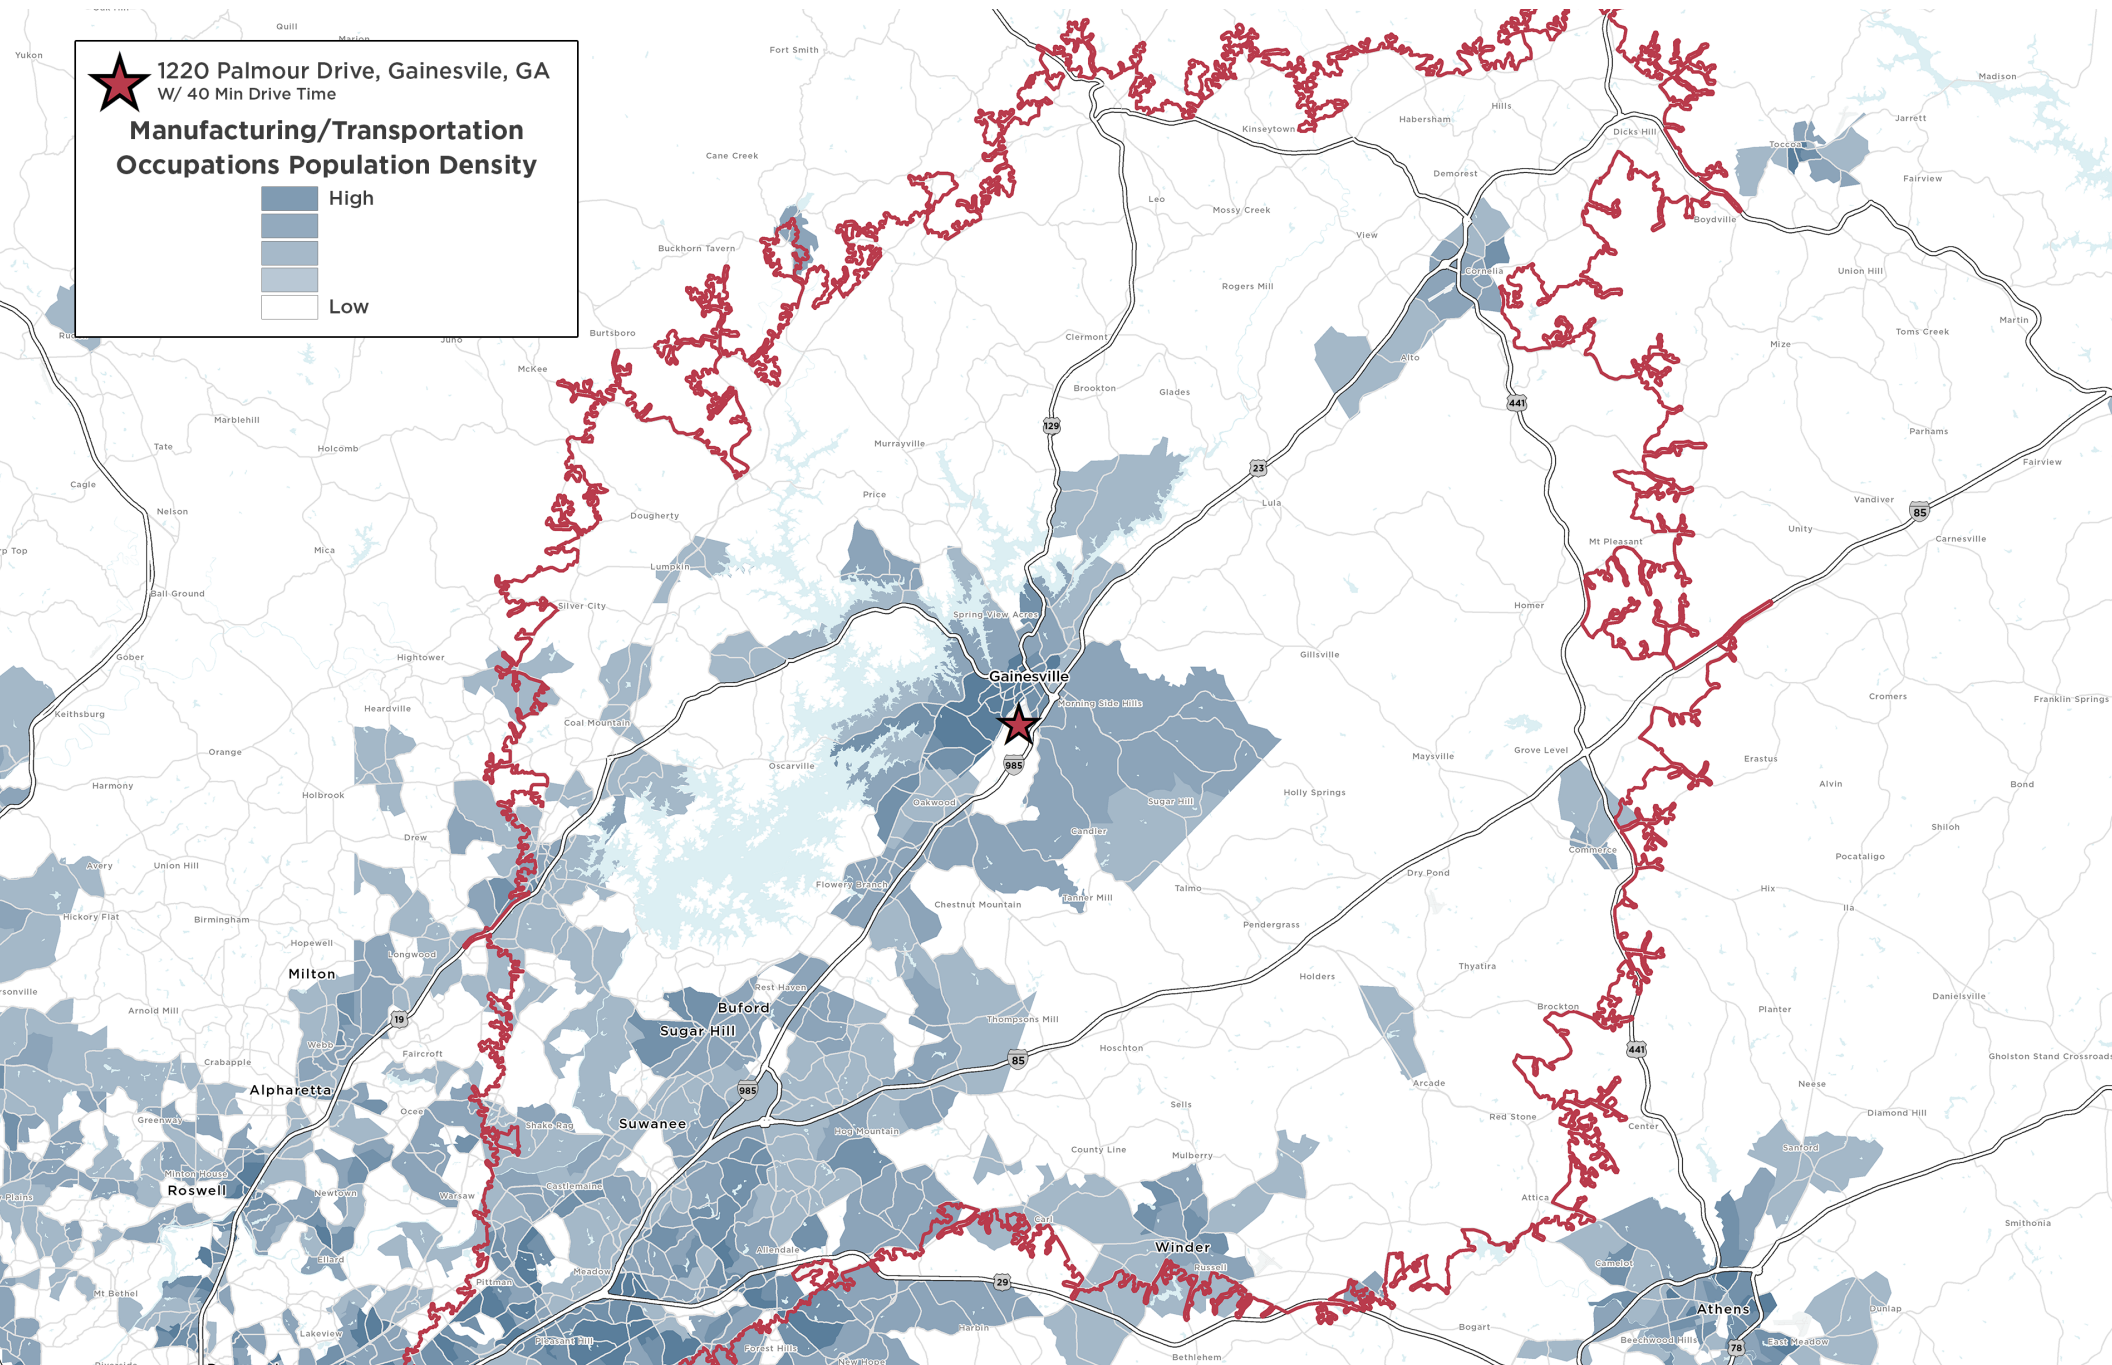 Quill
Marion
Yukon
Fort Smith
Madison
1220 Palmour Drive, Gainesvile, GA
W/ 40 Min Drive Time
Manufacturing/Transportation
Occupations Population Density
High
Low
Hills
Habersham
Jarrett
Kinseytown
Dicks Hill
Toccoa
Cane Creek
Demorest
Fairview
Leo
Mossy Creek
Boydville
View
Buckhorn Tavern
Cornelia
Union Hill
Rogers Mill
Martin
Burtsboro
Clermont
Toms Creek
Juno
Mize
Alto
McKee
Brookton
Glades
441
Marblehill
129
Parhams
Tate
Holcomb
Murrayville
23
Fairview
Cagle
Price
Lula
Vandiver
85
Nelson
Dougherty
Unity
Carnesville
Mt Pleasant
Mica
p Top
Lumpkin
Ball Ground
Silver City
Homer
Spring View Acres
Gober
Hightower
Gillsville
Gainesville
Cromers
Franklin Springs
Morning Side Hills
Heardville
Keithsburg
Coal Mountain
Orange
Grove Level
Maysville
Erastus
985
Oscarville
Harmony
Holbrook
Holly Springs
Alvin
Bond
Oakwood
Sugar Hill
Drew
Candler
Shiloh
Commerce
Avery
Union Hill
Pocataligo
Dry Pond
Flowery Branch
Talmo
Hix
Tanner Mill
Chestnut Mountain
Ila
Hickory Flat
Birmingham
Pendergrass
Hopewell
Longwood
Thyatira
Milton
Holders
Rest Haven
rsonville
Danielsville
Buford
Brockton
Planter
Arnold Mill
19
Thompsons Mill
Sugar Hill
Webb
Hoschton
441
Faircroft
85
Gholston Stand Crossroads
Crabapple
Alpharetta
985
Arcade
Neese
Sells
Ocee
Diamond Hill
Greenway
Red Stone
Suwanee
Shake Rag
Center
Hog Mountain
County Line
Sanford
Mulberry
Minton House
Castlemaine
Roswell
Newtown
Warsaw
Plains
Attica
Carl
Smithonia
Winder
Allendale
Ellard
Camelot
Russell
Meadow
Pittman
29
Mt Bethel
Athens
Dunlap
Harbin
Bogart
Lakeview
Pleasant Hill
Beechwood Hills
East Meadow
78
Forest Hills
Bethlehem
New Hope